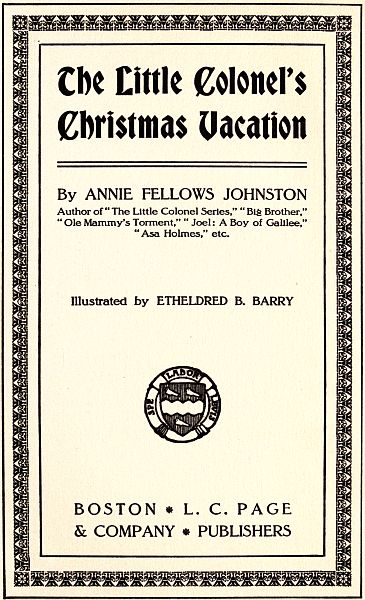 The Little Colonel's
Christmas Vacation
By ANNIE FELLOWS JOHNSTON
Author of "The Little Colonel Series," "Big Brother,"
"Ole Mammy's Torment," "Joel: A Boy of Galilee,"
"Asa Holmes," etc.
Illustrated by ETHELDRED B. BARRY
SPE LABOR LEVIS
BOSTON * L. C. PAGE
& COMPANY * PUBLISHERS